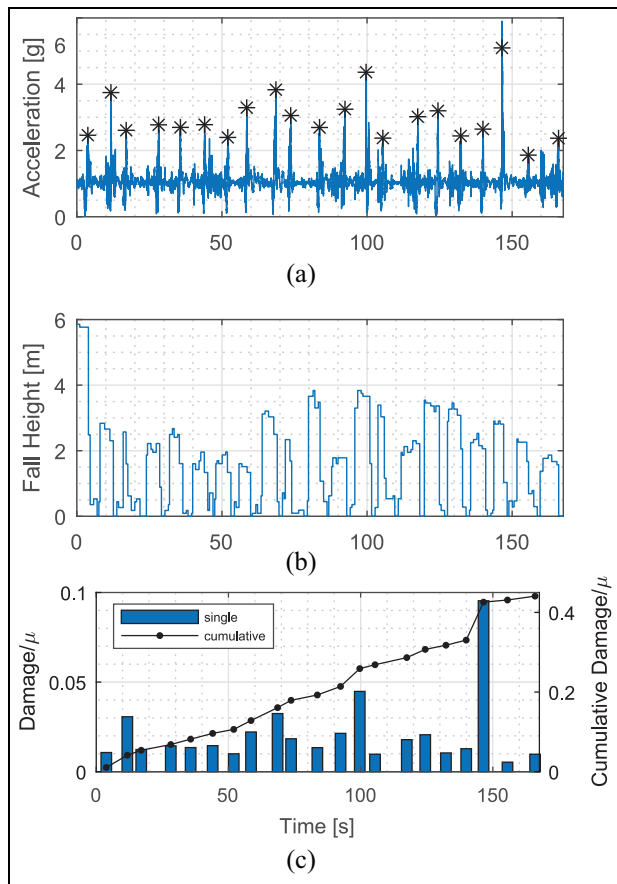 Acceleration [g]
6
4
2
0
0 50 100 150
(a)
Fall Height [m]
6
4
2
0
0 50 100 150
(b)
Damage/μ
0.1
0.05
0
single
cumulative
0.4
0.2
0
Cumulative Damage/μ
0 50 100 150
Time [s]
(c)